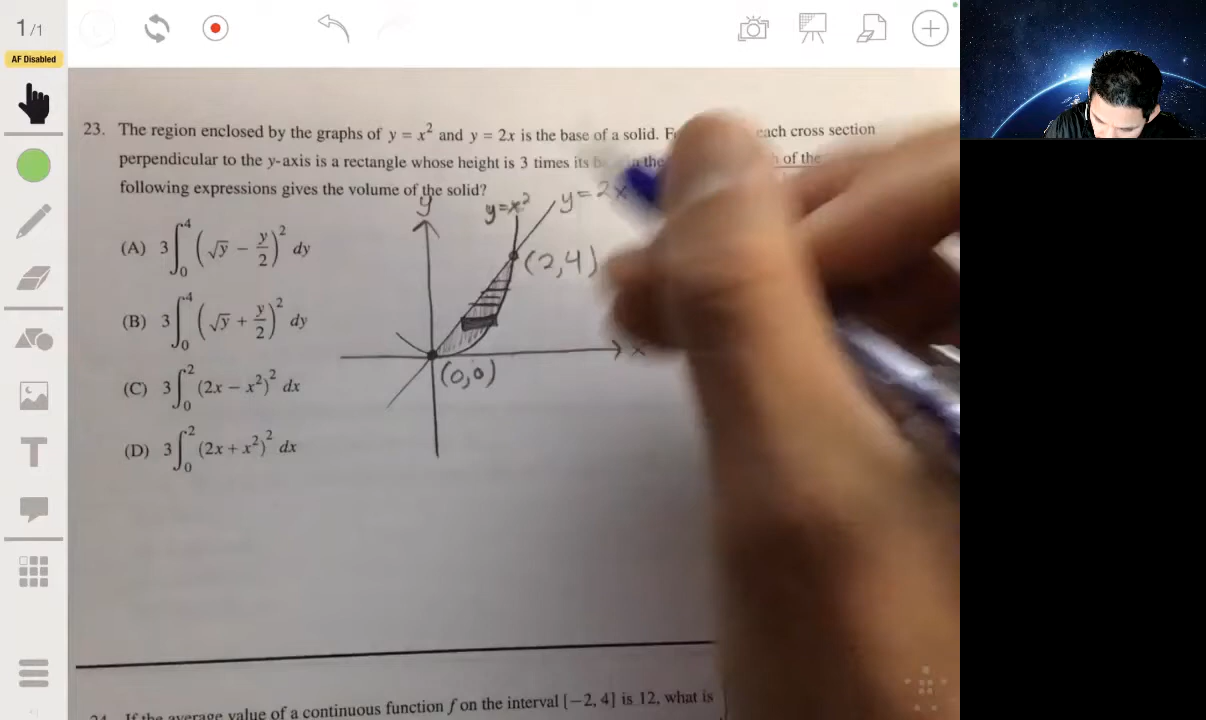 1/1
AF Disabled
T
23. The region enclosed by the graphs of y = x² and y = 2x is the base of a solid. each cross section
perpendicular to the y-axis is a rectangle whose height is 3 times its the of the
following expressions gives the volume of the solid?
y
y=x²
y=2x
(A) 3∫₀⁴ (√y − y/2)² dy
(2,4)
(B) 3∫₀⁴ (√y + y/2)² dy
x
(0,0)
(C) 3∫₀² (2x − x²)² dx
(D) 3∫₀² (2x + x²)² dx
24. If the average value of a continuous function f on the interval [−2, 4] is 12, what is